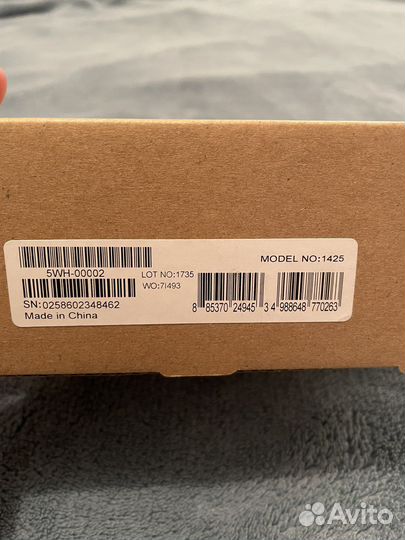 5WH-00002
LOT NO:1735
MODEL NO:1425
SN:0258602348462
WO:7I493
Made in China
8 85370 24945 3 4 988648 770263
Avito